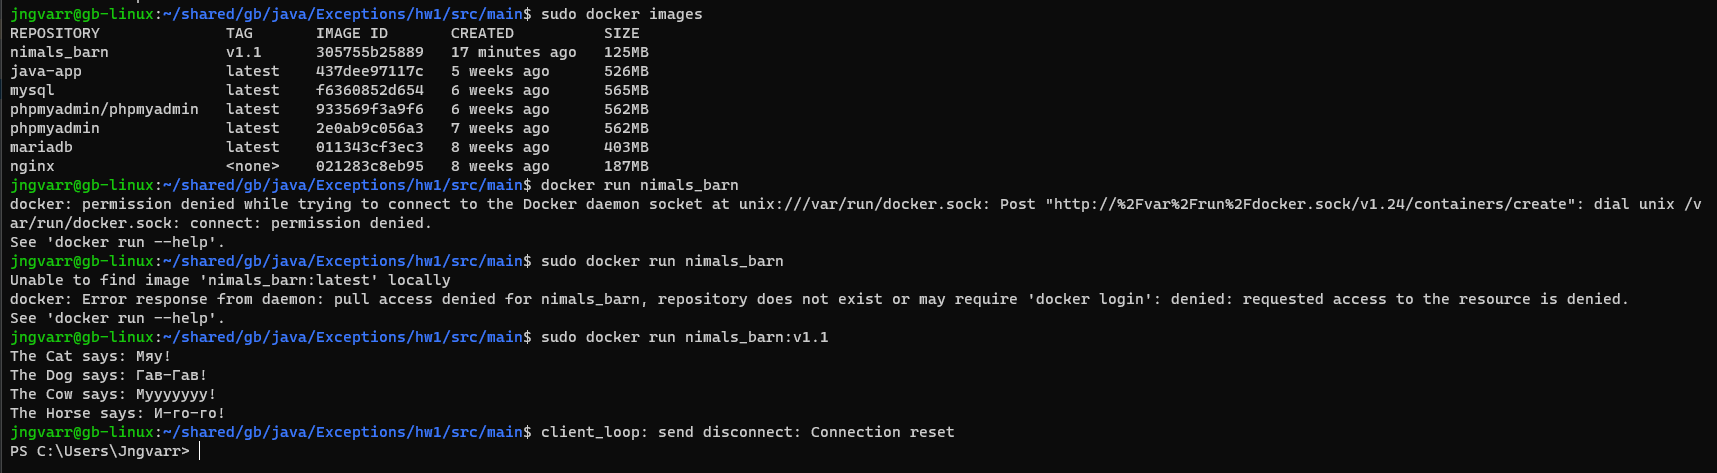 jngvarr@gb-linux:~/shared/gb/java/Exceptions/hw1/src/main$ sudo docker images
REPOSITORY             TAG       IMAGE ID       CREATED          SIZE
nimals_barn            v1.1      305755b25889   17 minutes ago   125MB
java-app               latest    437dee97117c   5 weeks ago      526MB
mysql                  latest    f6360852d654   6 weeks ago      565MB
phpmyadmin/phpmyadmin   latest    933569f3a9f6   6 weeks ago      562MB
phpmyadmin             latest    2e0ab9c056a3   7 weeks ago      562MB
mariadb                latest    011343cf3ec3   8 weeks ago      403MB
nginx                  <none>    021283c8eb95   8 weeks ago      187MB
jngvarr@gb-linux:~/shared/gb/java/Exceptions/hw1/src/main$ docker run nimals_barn
docker: permission denied while trying to connect to the Docker daemon socket at unix:///var/run/docker.sock: Post "http://%2Fvar%2Frun%2Fdocker.sock/v1.24/containers/create": dial unix /v
ar/run/docker.sock: connect: permission denied.
See 'docker run --help'.
jngvarr@gb-linux:~/shared/gb/java/Exceptions/hw1/src/main$ sudo docker run nimals_barn
Unable to find image 'nimals_barn:latest' locally
docker: Error response from daemon: pull access denied for nimals_barn, repository does not exist or may require 'docker login': denied: requested access to the resource is denied.
See 'docker run --help'.
jngvarr@gb-linux:~/shared/gb/java/Exceptions/hw1/src/main$ sudo docker run nimals_barn:v1.1
The Cat says: Мяу!
The Dog says: Гав-Гав!
The Cow says: Мууууууу!
The Horse says: И-го-го!
jngvarr@gb-linux:~/shared/gb/java/Exceptions/hw1/src/main$ client_loop: send disconnect: Connection reset
PS C:\Users\Jngvarr>